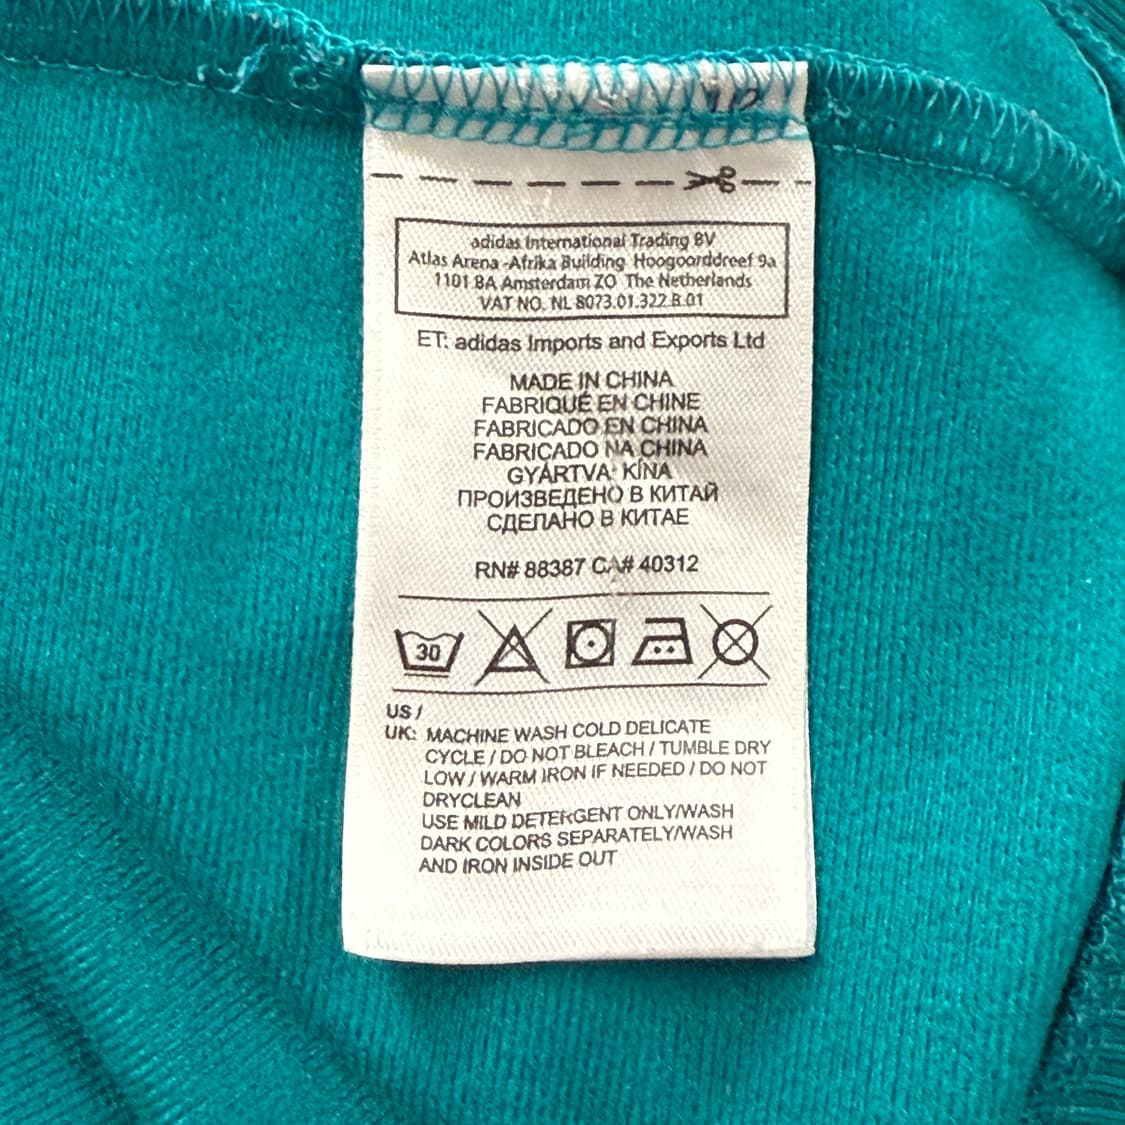 adidas International Trading BV
Atlas Arena -Afrika Building Hoogoorddreef 9a
1101 BA Amsterdam ZO The Netherlands
VAT NO. NL 8073.01.322.B.01
ET: adidas Imports and Exports Ltd
MADE IN CHINA
FABRIQUÉ EN CHINE
FABRICADO EN CHINA
FABRICADO NA CHINA
GYÁRTVA: KÍNA
ПРОИЗВЕДЕНО В КИТАЙ
СДЕЛАНО В КИТАЕ
RN# 88387 CA# 40312
30
US /
UK: MACHINE WASH COLD DELICATE
CYCLE / DO NOT BLEACH / TUMBLE DRY
LOW / WARM IRON IF NEEDED / DO NOT
DRYCLEAN
USE MILD DETERGENT ONLY/WASH
DARK COLORS SEPARATELY/WASH
AND IRON INSIDE OUT